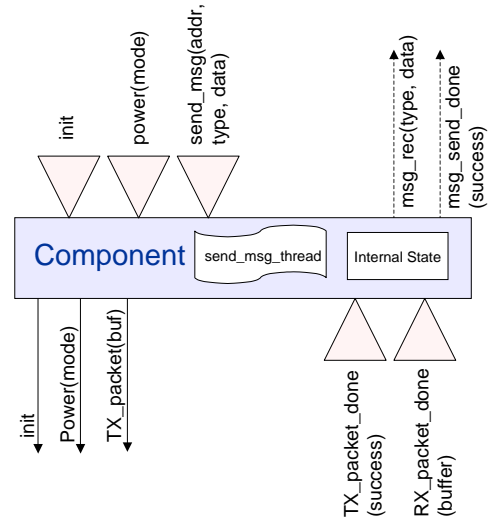 init
power(mode)
send_msg(addr,
type, data)
msg_rec(type, data)
msg_send_done
(success)
Component
send_msg_thread
Internal State
init
Power(mode)
TX_packet(buf)
TX_packet_done
(success)
RX_packet_done
(buffer)